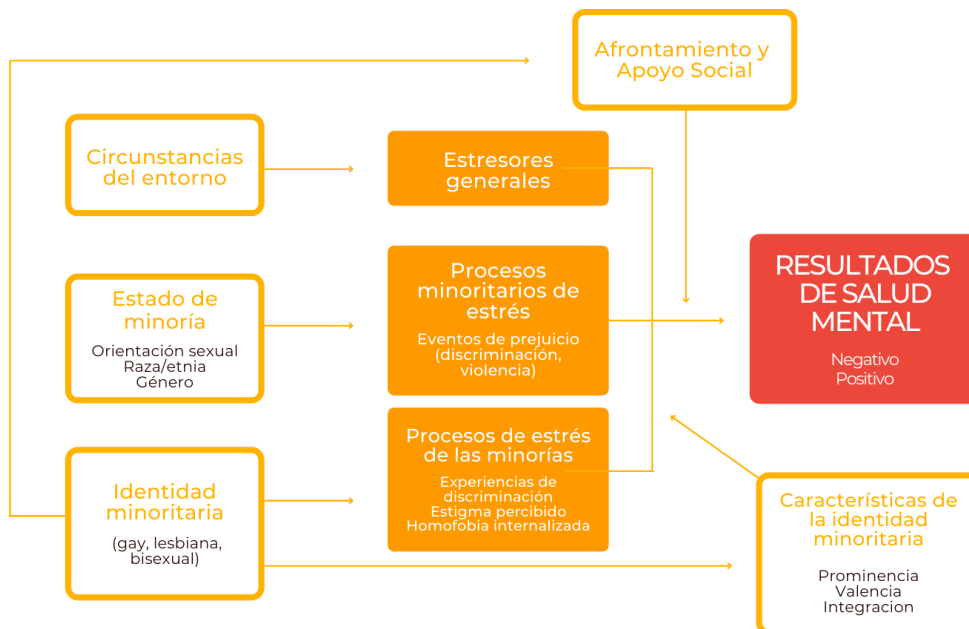 Afrontamiento y
Apoyo Social
Circunstancias
del entorno
Estresores
generales
Estado de
minoría
Orientación sexual
Raza/etnia
Género
Procesos
minoritarios de
estrés
Eventos de prejuicio
(discriminación,
violencia)
RESULTADOS
DE SALUD
MENTAL
Negativo
Positivo
Identidad
minoritaria
(gay, lesbiana,
bisexual)
Procesos de estrés
de las minorías
Experiencias de
discriminación
Estigma percibido
Homofobia internalizada
Característicias de
la identidad
minoritaria
Prominencia
Valencia
Integracion